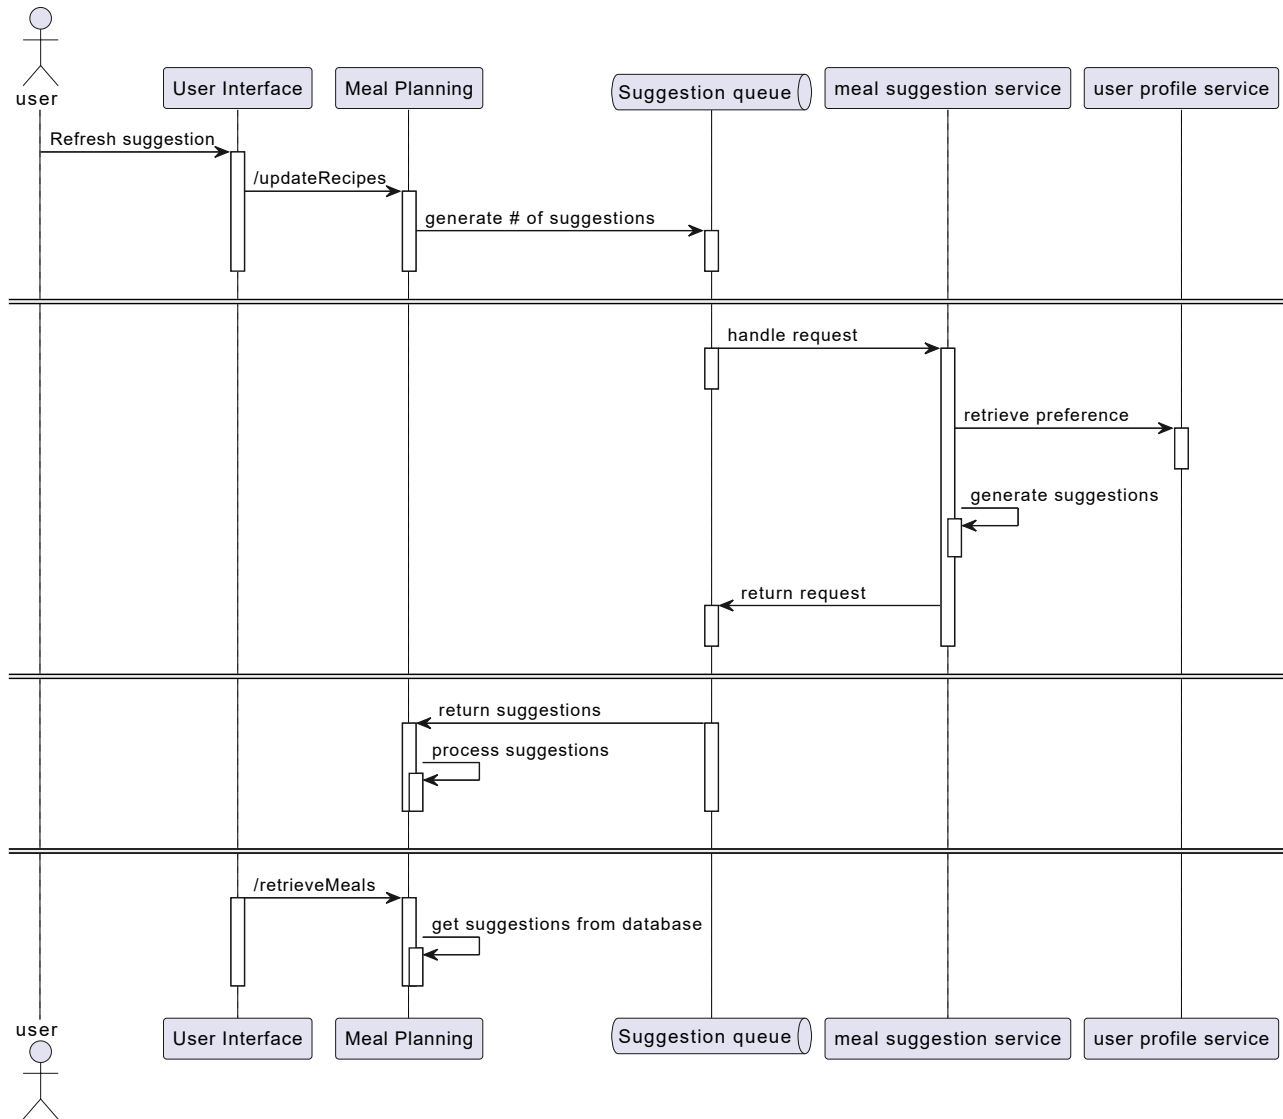 user
User Interface
Meal Planning
Suggestion queue
meal suggestion service
user profile service
Refresh suggestion
/updateRecipes
generate # of suggestions
handle request
retrieve preference
generate suggestions
return request
return suggestions
process suggestions
/retrieveMeals
get suggestions from database
user
User Interface
Meal Planning
Suggestion queue
meal suggestion service
user profile service